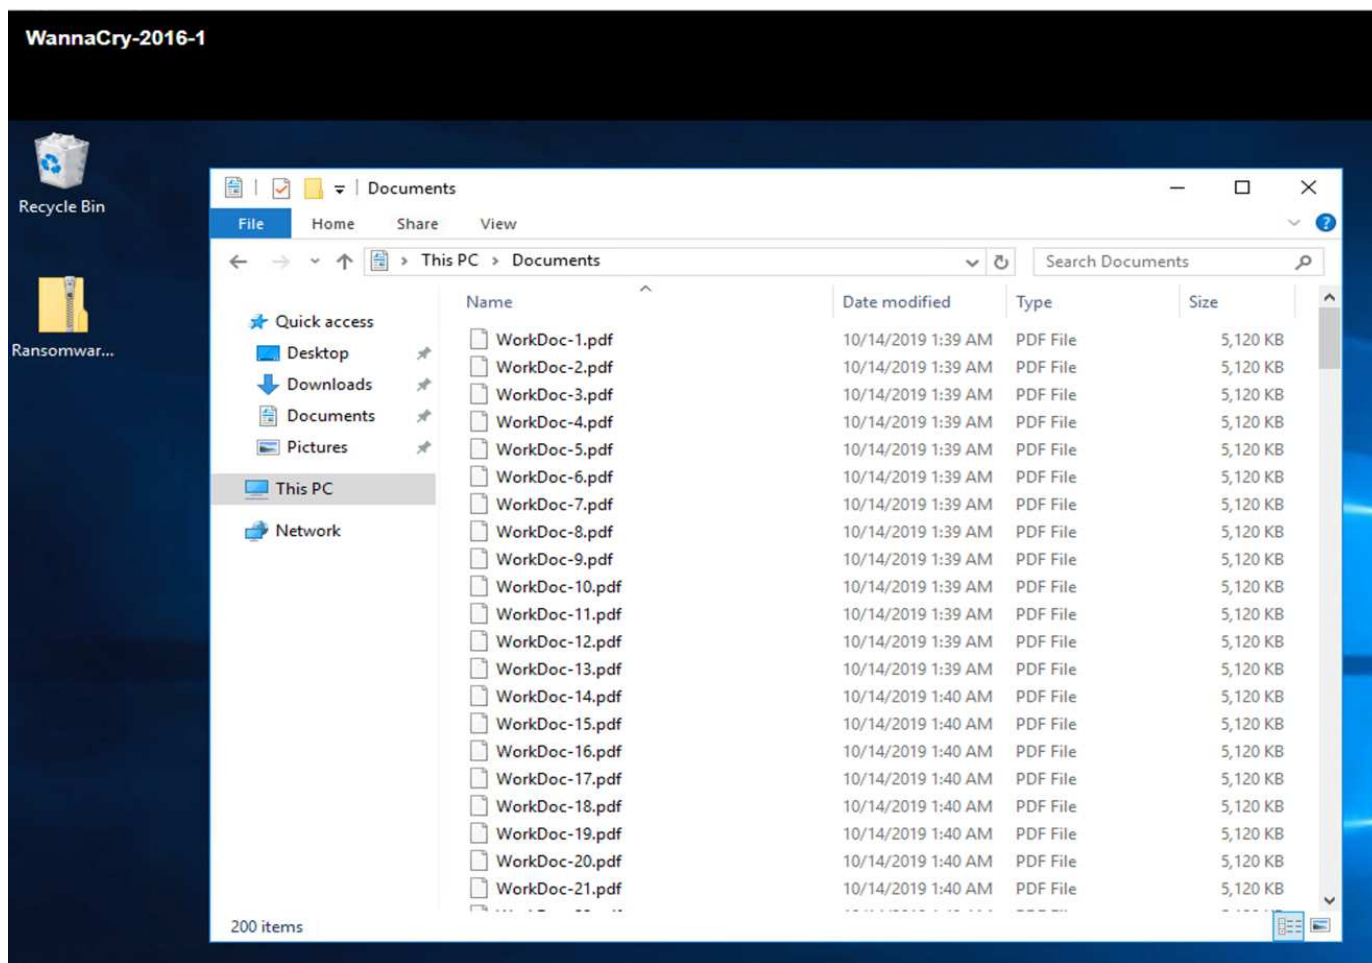 WannaCry-2016-1
Recycle Bin
Ransomwar...
Documents
File Home Share View
This PC > Documents
Search Documents
Name Date modified Type Size
Quick access
Desktop
Downloads
Documents
Pictures
This PC
Network
WorkDoc-1.pdf 10/14/2019 1:39 AM PDF File 5,120 KB
WorkDoc-2.pdf 10/14/2019 1:39 AM PDF File 5,120 KB
WorkDoc-3.pdf 10/14/2019 1:39 AM PDF File 5,120 KB
WorkDoc-4.pdf 10/14/2019 1:39 AM PDF File 5,120 KB
WorkDoc-5.pdf 10/14/2019 1:39 AM PDF File 5,120 KB
WorkDoc-6.pdf 10/14/2019 1:39 AM PDF File 5,120 KB
WorkDoc-7.pdf 10/14/2019 1:39 AM PDF File 5,120 KB
WorkDoc-8.pdf 10/14/2019 1:39 AM PDF File 5,120 KB
WorkDoc-9.pdf 10/14/2019 1:39 AM PDF File 5,120 KB
WorkDoc-10.pdf 10/14/2019 1:39 AM PDF File 5,120 KB
WorkDoc-11.pdf 10/14/2019 1:39 AM PDF File 5,120 KB
WorkDoc-12.pdf 10/14/2019 1:39 AM PDF File 5,120 KB
WorkDoc-13.pdf 10/14/2019 1:39 AM PDF File 5,120 KB
WorkDoc-14.pdf 10/14/2019 1:40 AM PDF File 5,120 KB
WorkDoc-15.pdf 10/14/2019 1:40 AM PDF File 5,120 KB
WorkDoc-16.pdf 10/14/2019 1:40 AM PDF File 5,120 KB
WorkDoc-17.pdf 10/14/2019 1:40 AM PDF File 5,120 KB
WorkDoc-18.pdf 10/14/2019 1:40 AM PDF File 5,120 KB
WorkDoc-19.pdf 10/14/2019 1:40 AM PDF File 5,120 KB
WorkDoc-20.pdf 10/14/2019 1:40 AM PDF File 5,120 KB
WorkDoc-21.pdf 10/14/2019 1:40 AM PDF File 5,120 KB
200 items